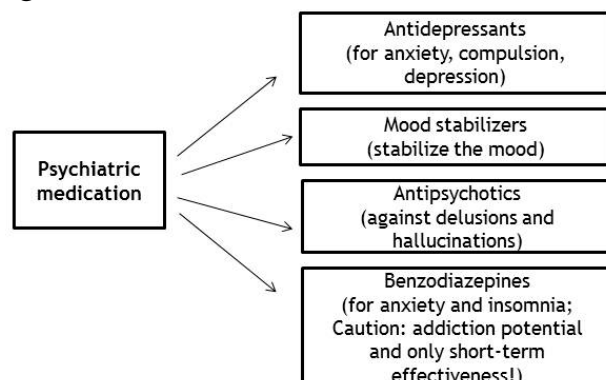 Psychiatric
medication
Antidepressants
(for anxiety, compulsion,
depression)
Mood stabilizers
(stabilize the mood)
Antipsychotics
(against delusions and
hallucinations)
Benzodiazepines
(for anxiety and insomnia;
Caution: addiction potential
and only short-term
effectiveness!)